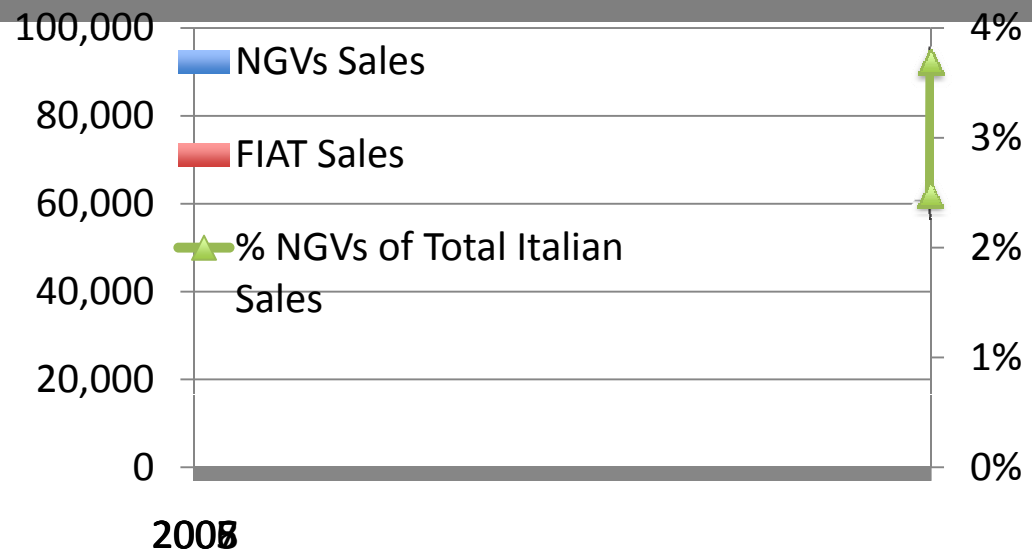 100,000
80,000
60,000
40,000
20,000
0
NGVs Sales
FIAT Sales
% NGVs of Total Italian
Sales
4%
3%
2%
1%
0%